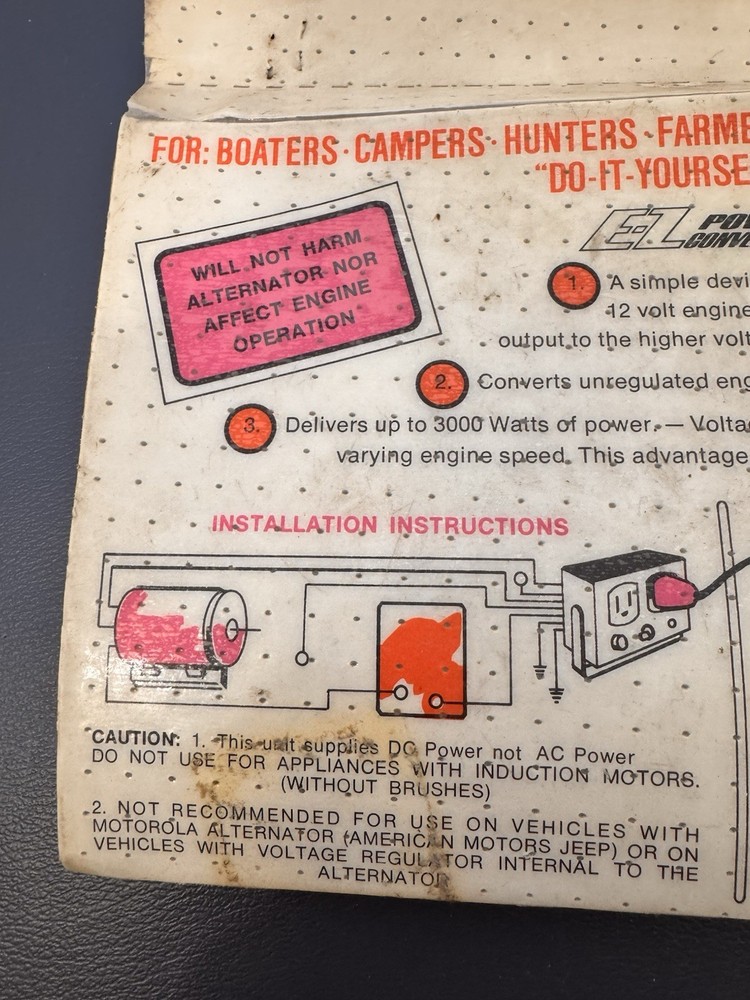 FOR: BOATERS · CAMPERS · HUNTERS · FARME
"DO-IT-YOURSE
WILL NOT HARM
ALTERNATOR NOR
AFFECT ENGINE
OPERATION
E-Z POW
CONVE
1. A simple devi
12 volt engine
output to the higher volt
2. Converts unregulated eng
3. Delivers up to 3000 Watts of power. — Volta
varying engine speed. This advantage
INSTALLATION INSTRUCTIONS
CAUTION: 1. This unit supplies DC Power not AC Power
DO NOT USE FOR APPLIANCES WITH INDUCTION MOTORS.
(WITHOUT BRUSHES)
2. NOT RECOMMENDED FOR USE ON VEHICLES WITH
MOTOROLA ALTERNATOR (AMERICAN MOTORS JEEP) OR ON
VEHICLES WITH VOLTAGE REGULATOR INTERNAL TO THE
ALTERNATOR